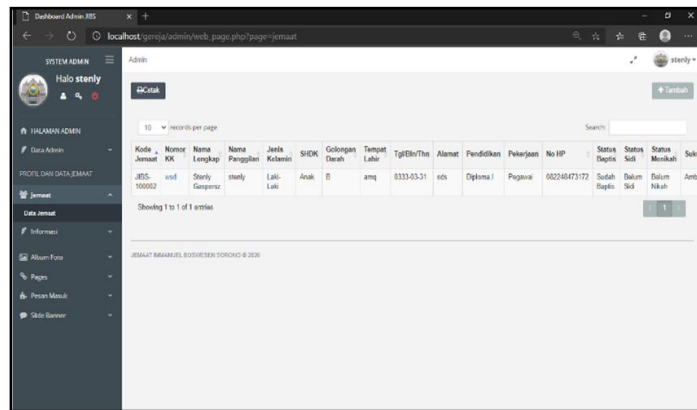 Dashboard Admin JIBS
localhost/gereja/admin/web_page.php?page=jemaat
SYSTEM ADMIN
Halo stenly
Admin
stenly
Cetak
+ Tambah
HALAMAN ADMIN
Data Admin
PROFIL DAN DATA JEMAAT
Jemaat
Data Jemaat
Informasi
Album Foto
Pages
Pesan Masuk
Slide Banner
10 records per page
Search:
Kode Jemaat Nomor KK Nama Lengkap Nama Panggilan Jenis Kelamin SHDK Golongan Darah Tempat Lahir Tgl/Bln/Thn Alamat Pendidikan Pekerjaan No HP Status Baptis Status Sidi Status Menikah Suku
JIBS-100002 wsd Stenly Gaspersz stenly Laki-Laki Anak B amq 0333-03-31 sds Diploma I Pegawai 082248473172 Sudah Baptis Belum Sidi Belum Nikah
Showing 1 to 1 of 1 entries
1
JEMAAT IMMANUEL BOSWESEN SORONG © 2020